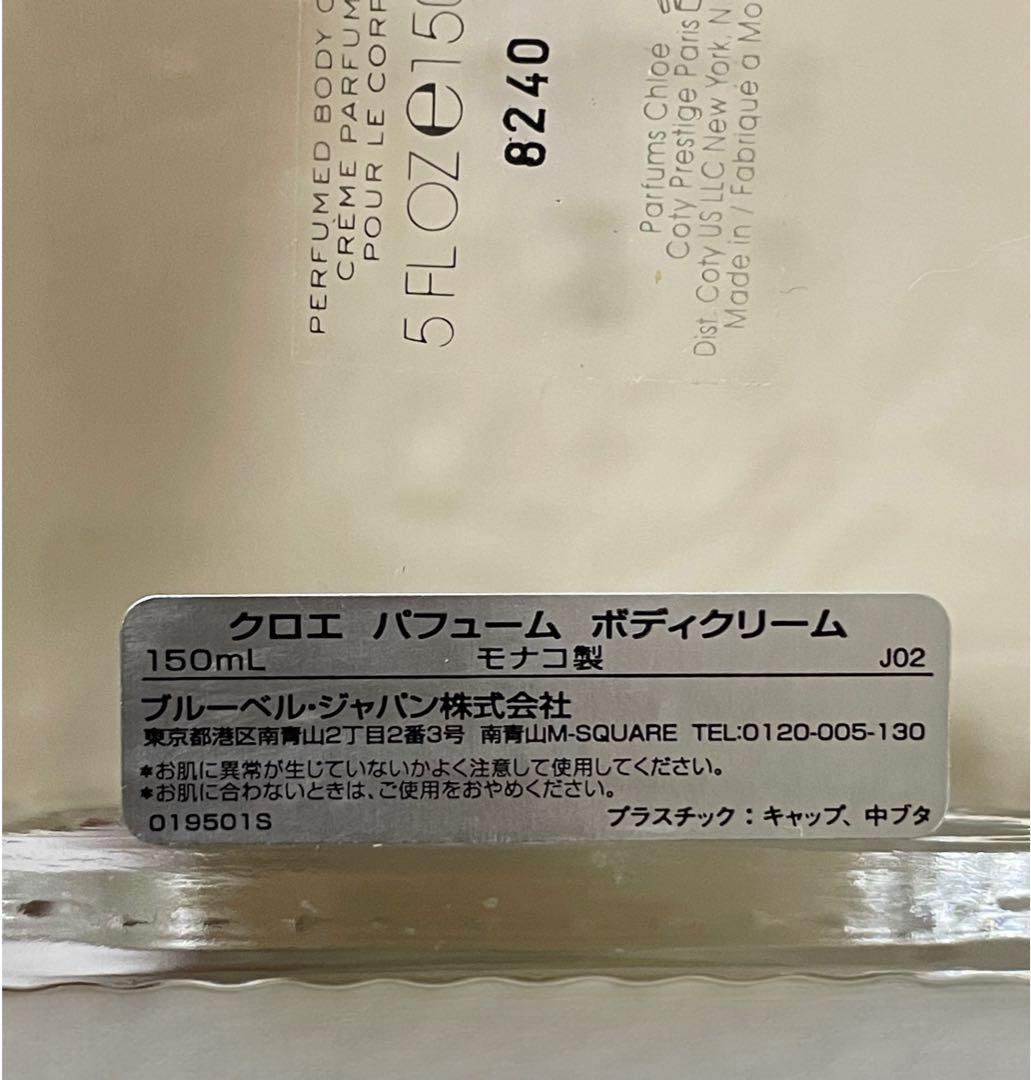 PERFUMED BODY
CRÈME PARFUM
POUR LE CORP
5 FL OZ e 150
8240
Parfums Chloé
Coty Prestige Paris
Dist. Coty US LLC New York, N.
Made in / Fabriqué à Mo
クロエ パフューム ボディクリーム
150mL モナコ製 J02
ブルーベル・ジャパン株式会社
東京都港区南青山2丁目2番3号 南青山M-SQUARE TEL:0120-005-130
*お肌に異常が生じていないかよく注意して使用してください。
*お肌に合わないときは、ご使用をおやめください。
019501S プラスチック：キャップ、中ブタ